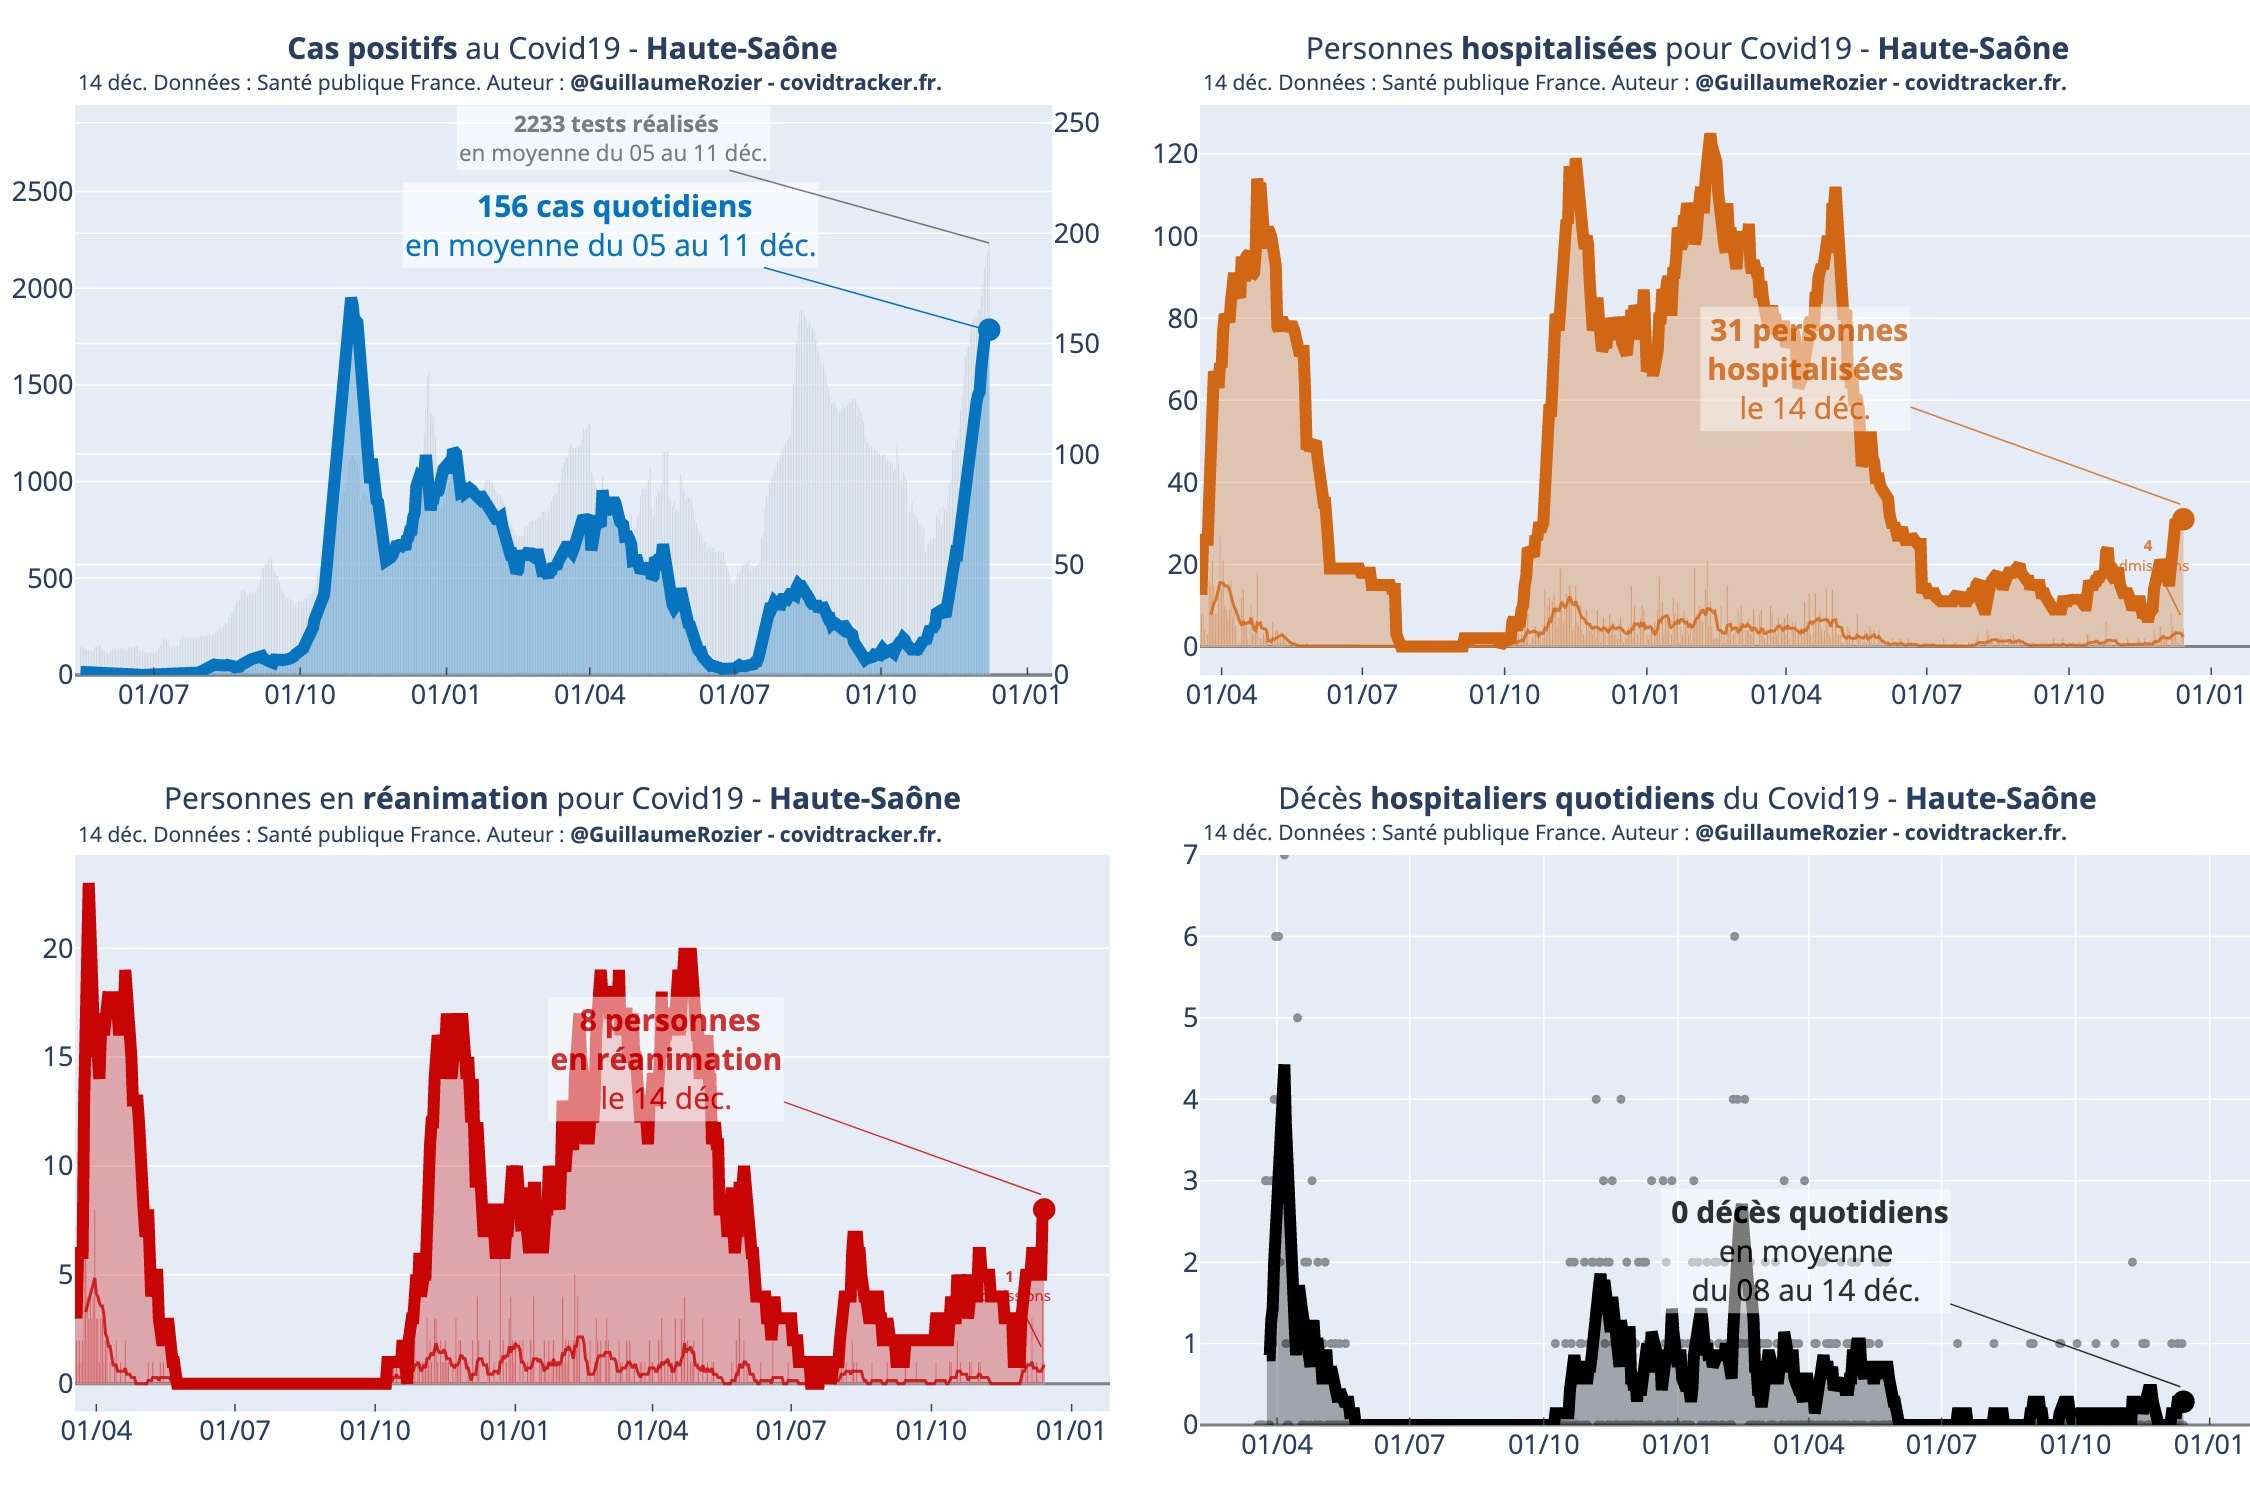 Cas positifs au Covid19 - Haute-Saône
14 déc. Données : Santé publique France. Auteur : @GuillaumeRozier - covidtracker.fr.
2233 tests réalisés
en moyenne du 05 au 11 déc.
156 cas quotidiens
en moyenne du 05 au 11 déc.
2500
2000
1500
1000
500
0
250
200
150
100
50
0
01/07 01/10 01/01 01/04 01/07 01/10 01/01
Personnes hospitalisées pour Covid19 - Haute-Saône
14 déc. Données : Santé publique France. Auteur : @GuillaumeRozier - covidtracker.fr.
120
100
80
60
40
20
0
31 personnes
hospitalisées
le 14 déc.
4
01/04 01/07 01/10 01/01 01/04 01/07 01/10 01/01
Personnes en réanimation pour Covid19 - Haute-Saône
14 déc. Données : Santé publique France. Auteur : @GuillaumeRozier - covidtracker.fr.
20
15
10
5
0
8 personnes
en réanimation
le 14 déc.
1
01/04 01/07 01/10 01/01 01/04 01/07 01/10 01/01
Décès hospitaliers quotidiens du Covid19 - Haute-Saône
14 déc. Données : Santé publique France. Auteur : @GuillaumeRozier - covidtracker.fr.
7
6
5
4
3
2
1
0
0 décès quotidiens
en moyenne
du 08 au 14 déc.
01/04 01/07 01/10 01/01 01/04 01/07 01/10 01/01